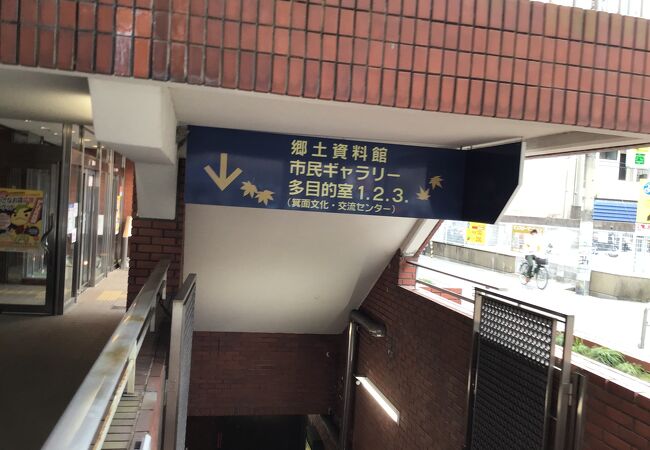 郷土資料館
市民ギャラリー
多目的室1.2.3.
(箕面文化・交流センター)